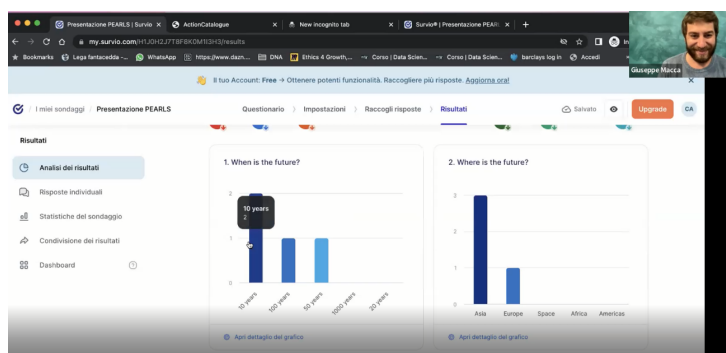 Presentazione PEARLS | Survio
ActionCatalogue
New incognito tab
Survio® | Presentazione PEAR
my.survio.com/H1J0H2J7T8F8K0M1I3H3/results
Bookmarks
Lega fantacedda -...
WhatsApp
https://www.dazn....
DNA
Ethics 4 Growth,...
Corso | Data Scien...
Corso | Data Scien...
barclays log in
Accedi
Giuseppe Macca
Il tuo Account: Free → Ottenere potenti funzionalità. Raccogliere più risposte. Aggiorna ora!
I miei sondaggi / Presentazione PEARLS
Questionario
Impostazioni
Raccogli risposte
Risultati
Salvato
Upgrade
CA
Risultati
Analisi dei risultati
Risposte individuali
Statistiche del sondaggio
Condivisione dei risultati
Dashboard
1. When is the future?
2
10 years
2
1
0
10 years
100 years
50 years
1000 years
20 years
Apri dettaglio del grafico
2. Where is the future?
3
2
1
0
Asia
Europe
Space
Africa
Americas
Apri dettaglio del grafico